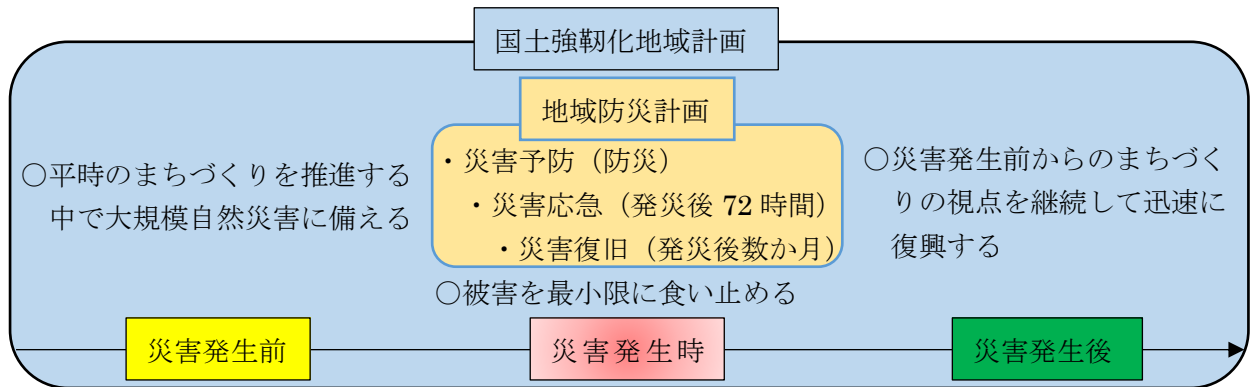 国土強靭化地域計画
地域防災計画
○平時のまちづくりを推進する
中で大規模自然災害に備える
・災害予防（防災）
・災害応急（発災後 72 時間）
・災害復旧（発災後数か月）
○被害を最小限に食い止める
○災害発生前からのまちづく
りの視点を継続して迅速に
復興する
災害発生前
災害発生時
災害発生後